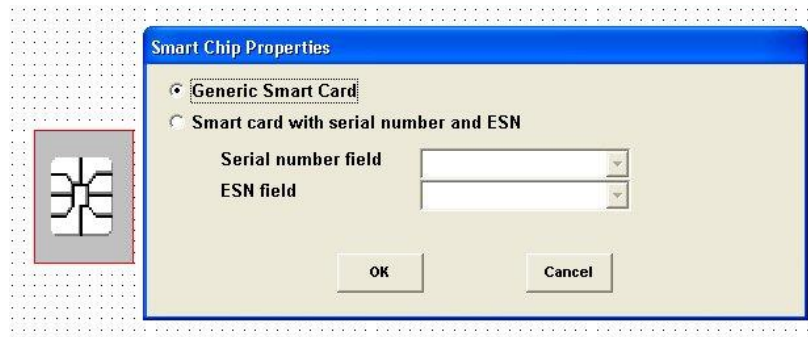 Smart Chip Properties
Generic Smart Card
Smart card with serial number and ESN
Serial number field
ESN field
OK Cancel